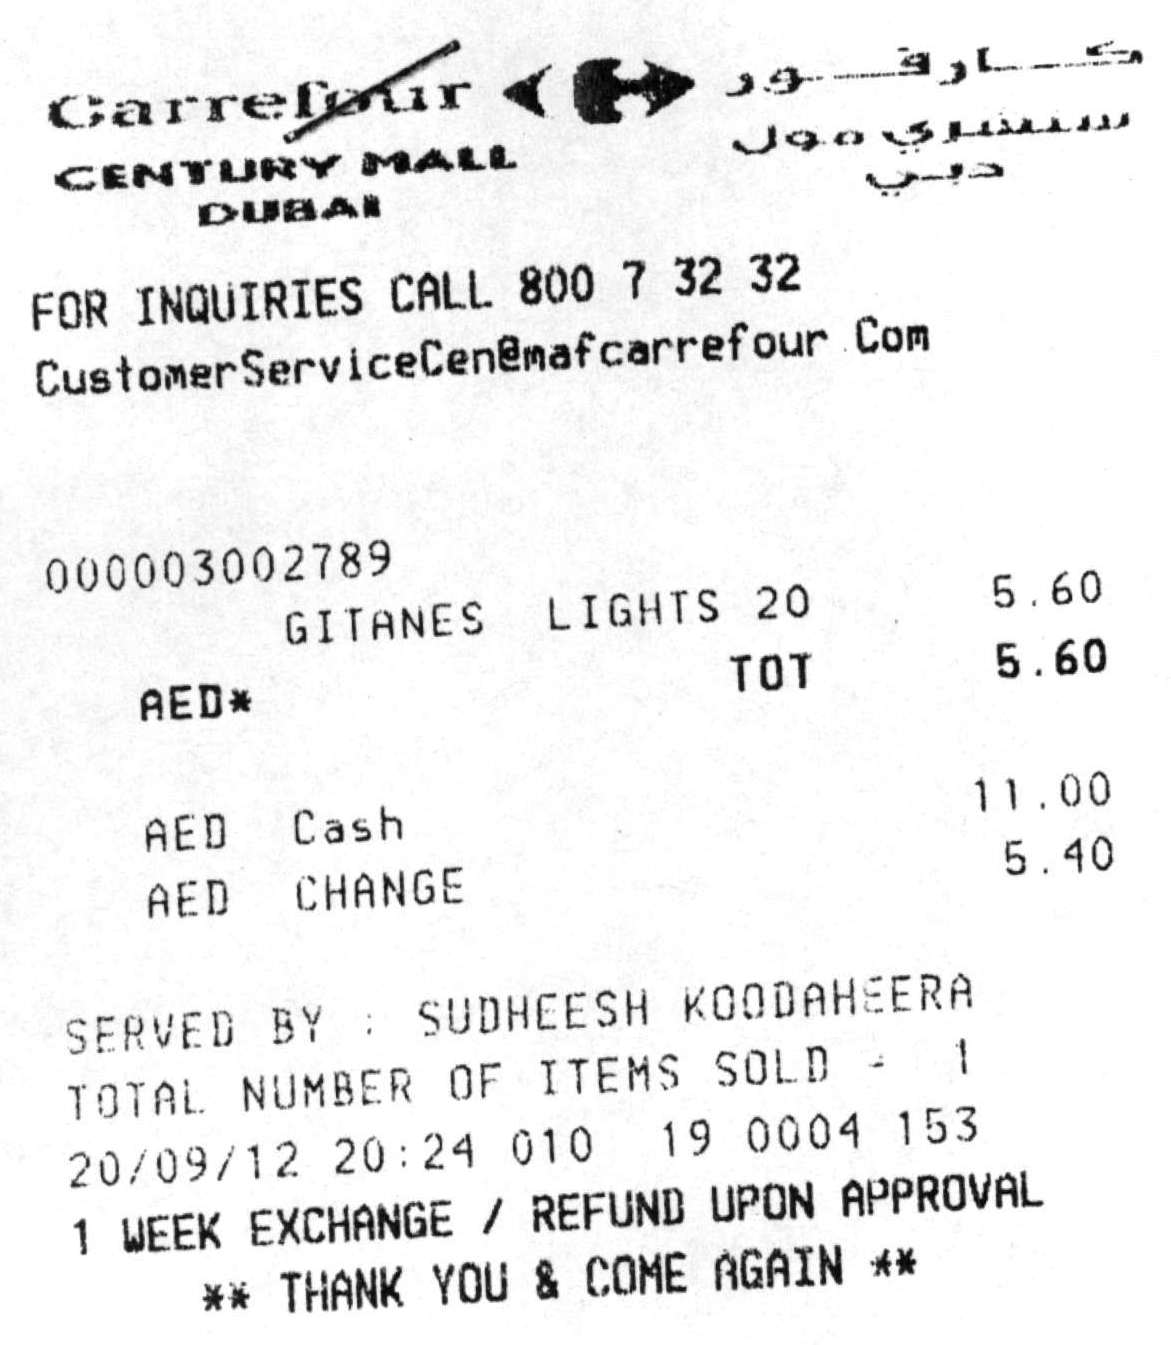 Carrefour كارفور
CENTURY MALL سنشري مول
DUBAI دبي
FOR INQUIRIES CALL 800 7 32 32
CustomerServiceCen@mafcarrefour.Com
000003002789
GITANES LIGHTS 20 5.60
AED* TOT 5.60
AED Cash 11.00
AED CHANGE 5.40
SERVED BY : SUDHEESH KOODAHEERA
TOTAL NUMBER OF ITEMS SOLD - 1
20/09/12 20:24 010 19 0004 153
1 WEEK EXCHANGE / REFUND UPON APPROVAL
** THANK YOU & COME AGAIN **